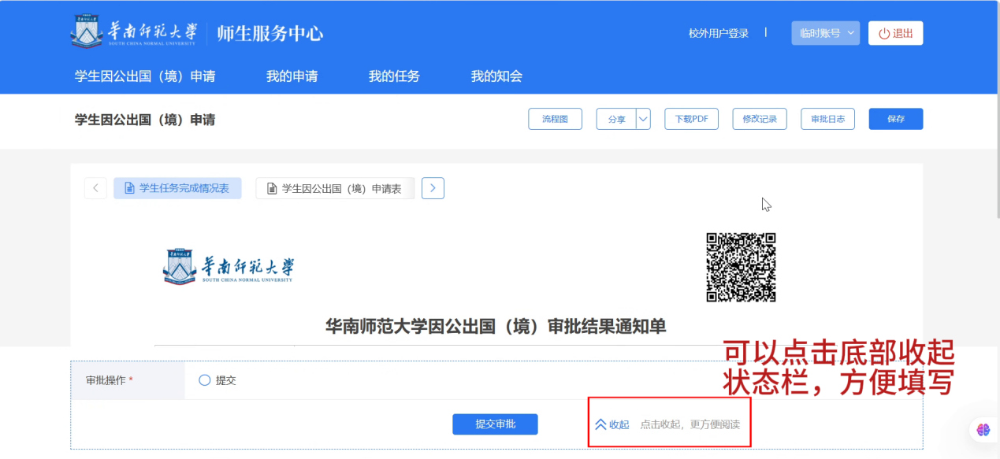 华南师范大学 师生服务中心
SOUTH CHINA NORMAL UNIVERSITY
校外用户登录 | 临时账号 退出
学生因公出国（境）申请 我的申请 我的任务 我的知会
学生因公出国（境）申请 流程图 分享 下载PDF 修改记录 审批日志 保存
学生任务完成情况表 学生因公出国（境）申请表
华南师范大学
SOUTH CHINA NORMAL UNIVERSITY
华南师范大学因公出国（境）审批结果通知单
可以点击底部收起
状态栏，方便填写
审批操作 * 提交
提交审批 收起 点击收起，更方便阅读